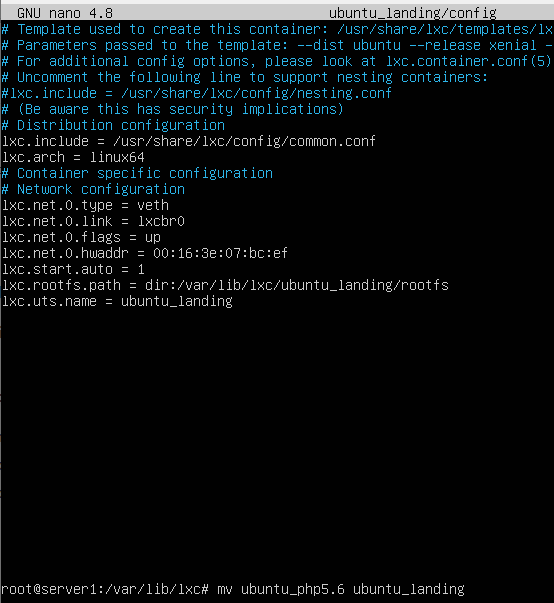 GNU nano 4.8 ubuntu_landing/config
# Template used to create this container: /usr/share/lxc/templates/lx
# Parameters passed to the template: --dist ubuntu --release xenial -
# For additional config options, please look at lxc.container.conf(5)
# Uncomment the following line to support nesting containers:
#lxc.include = /usr/share/lxc/config/nesting.conf
# (Be aware this has security implications)
# Distribution configuration
lxc.include = /usr/share/lxc/config/common.conf
lxc.arch = linux64
# Container specific configuration
# Network configuration
lxc.net.0.type = veth
lxc.net.0.link = lxcbr0
lxc.net.0.flags = up
lxc.net.0.hwaddr = 00:16:3e:07:bc:ef
lxc.start.auto = 1
lxc.rootfs.path = dir:/var/lib/lxc/ubuntu_landing/rootfs
lxc.uts.name = ubuntu_landing
root@server1:/var/lib/lxc# mv ubuntu_php5.6 ubuntu_landing